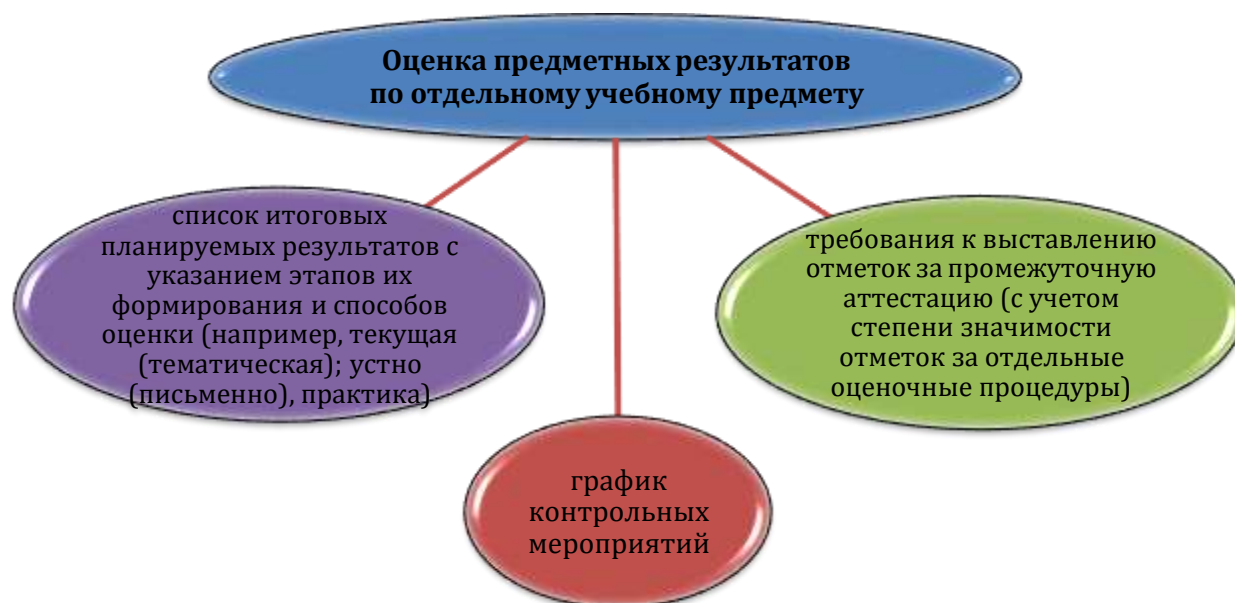 Оценка предметных результатов
по отдельному учебному предмету
список итоговых
планируемых результатов с
указанием этапов их
формирования и способов
оценки (например, текущая
(тематическая); устно
(письменно), практика)
требования к выставлению
отметок за промежуточную
аттестацию (с учетом
степени значимости
отметок за отдельные
оценочные процедуры)
график
контрольных
мероприятий